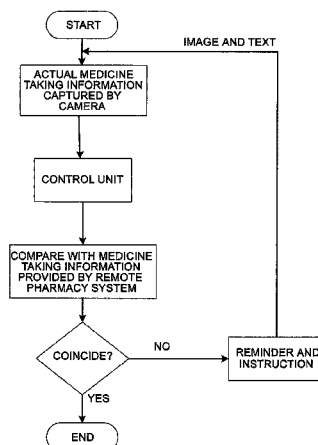 START
IMAGE AND TEXT
ACTUAL MEDICINE
TAKING INFORMATION
CAPTURED BY
CAMERA
CONTROL UNIT
COMPARE WITH MEDICINE
TAKING INFORMATION
PROVIDED BY REMOTE
PHARMACY SYSTEM
COINCIDE?
NO
REMINDER AND
INSTRUCTION
YES
END